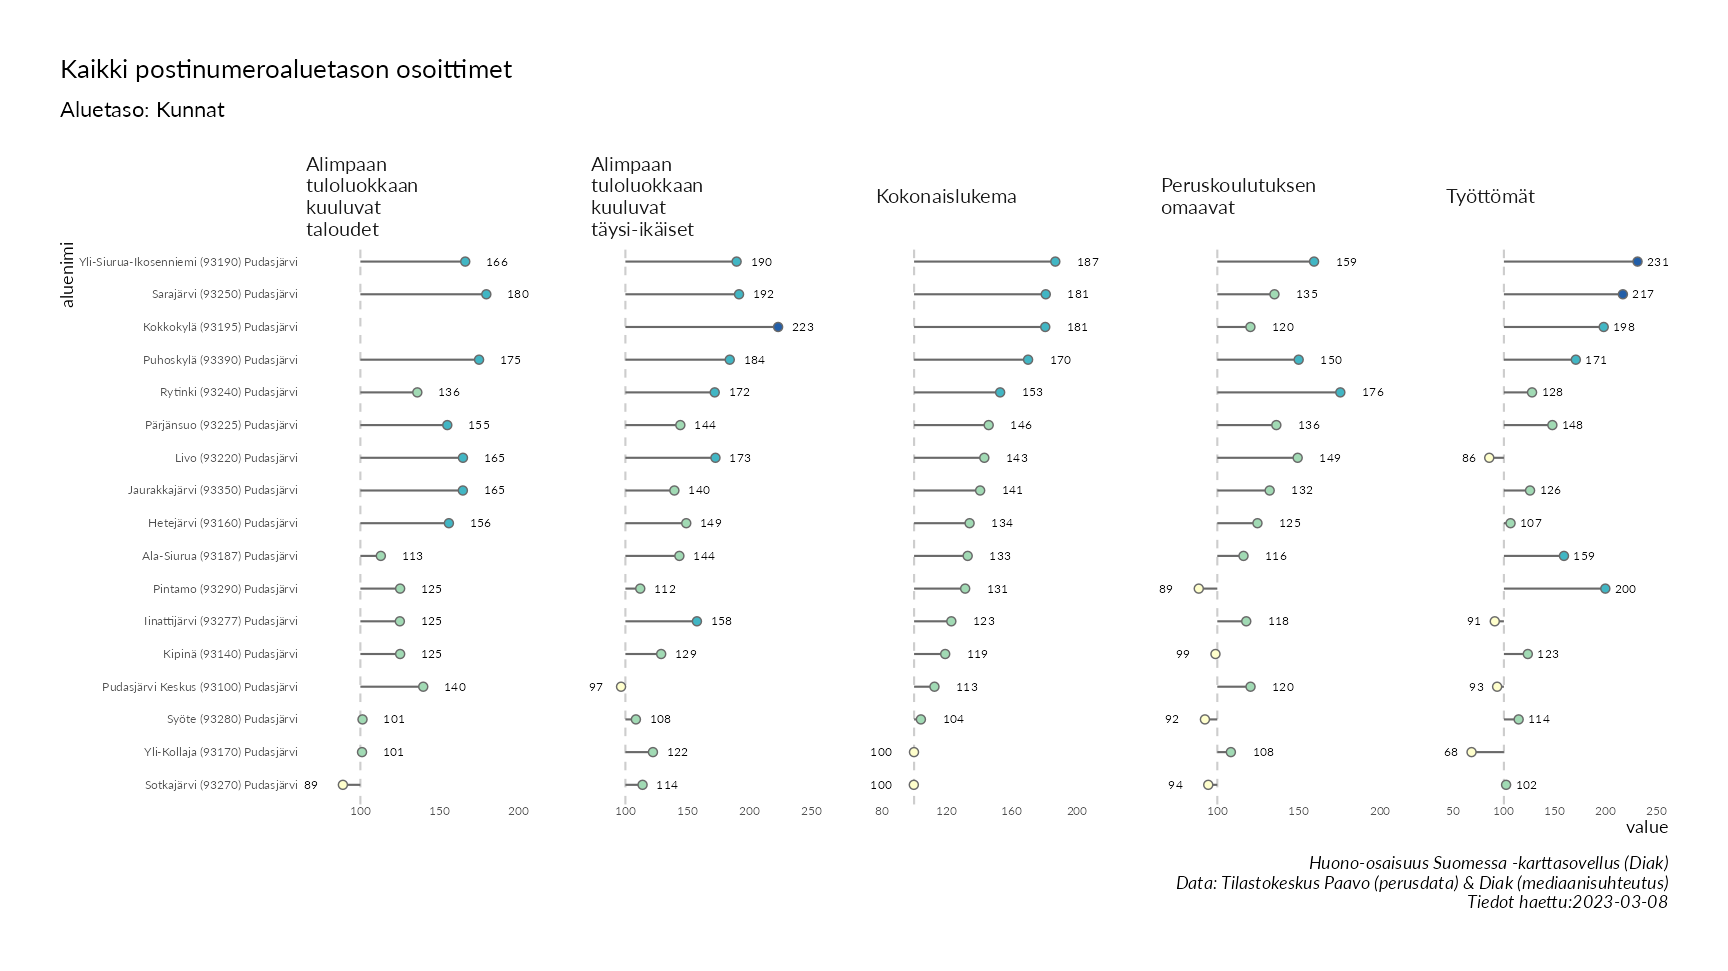 Kaikki postinumeroaluetason osoittimet
Aluetaso: Kunnat
Alimpaan
tuloluokkaan
kuuluvat
taloudet
Alimpaan
tuloluokkaan
kuuluvat
täysi-ikäiset
Kokonaislukema
Peruskoulutuksen
omaavat
Työttömät
aluenimi
Yli-Siurua-Ikosenniemi (93190) Pudasjärvi 166 190 187 159 231
Sarajärvi (93250) Pudasjärvi 180 192 181 135 217
Kokkokylä (93195) Pudasjärvi 223 181 120 198
Puhoskylä (93390) Pudasjärvi 175 184 170 150 171
Rytinki (93240) Pudasjärvi 136 172 153 176 128
Pärjänsuo (93225) Pudasjärvi 155 144 146 136 148
Livo (93220) Pudasjärvi 165 173 143 149 86
Jaurakkajärvi (93350) Pudasjärvi 165 140 141 132 126
Hetejärvi (93160) Pudasjärvi 156 149 134 125 107
Ala-Siurua (93187) Pudasjärvi 113 144 133 116 159
Pintamo (93290) Pudasjärvi 125 112 131 89 200
Iinattijärvi (93277) Pudasjärvi 125 158 123 118 91
Kipinä (93140) Pudasjärvi 125 129 119 99 123
Pudasjärvi Keskus (93100) Pudasjärvi 140 97 113 120 93
Syöte (93280) Pudasjärvi 101 108 104 92 114
Yli-Kollaja (93170) Pudasjärvi 101 122 100 108 68
Sotkajärvi (93270) Pudasjärvi 89 114 100 94 102
100 150 200 100 150 200 250 80 120 160 200 100 150 200 50 100 150 200 250
value
Huono-osaisuus Suomessa -karttasovellus (Diak)
Data: Tilastokeskus Paavo (perusdata) & Diak (mediaanisuhteutus)
Tiedot haettu:2023-03-08